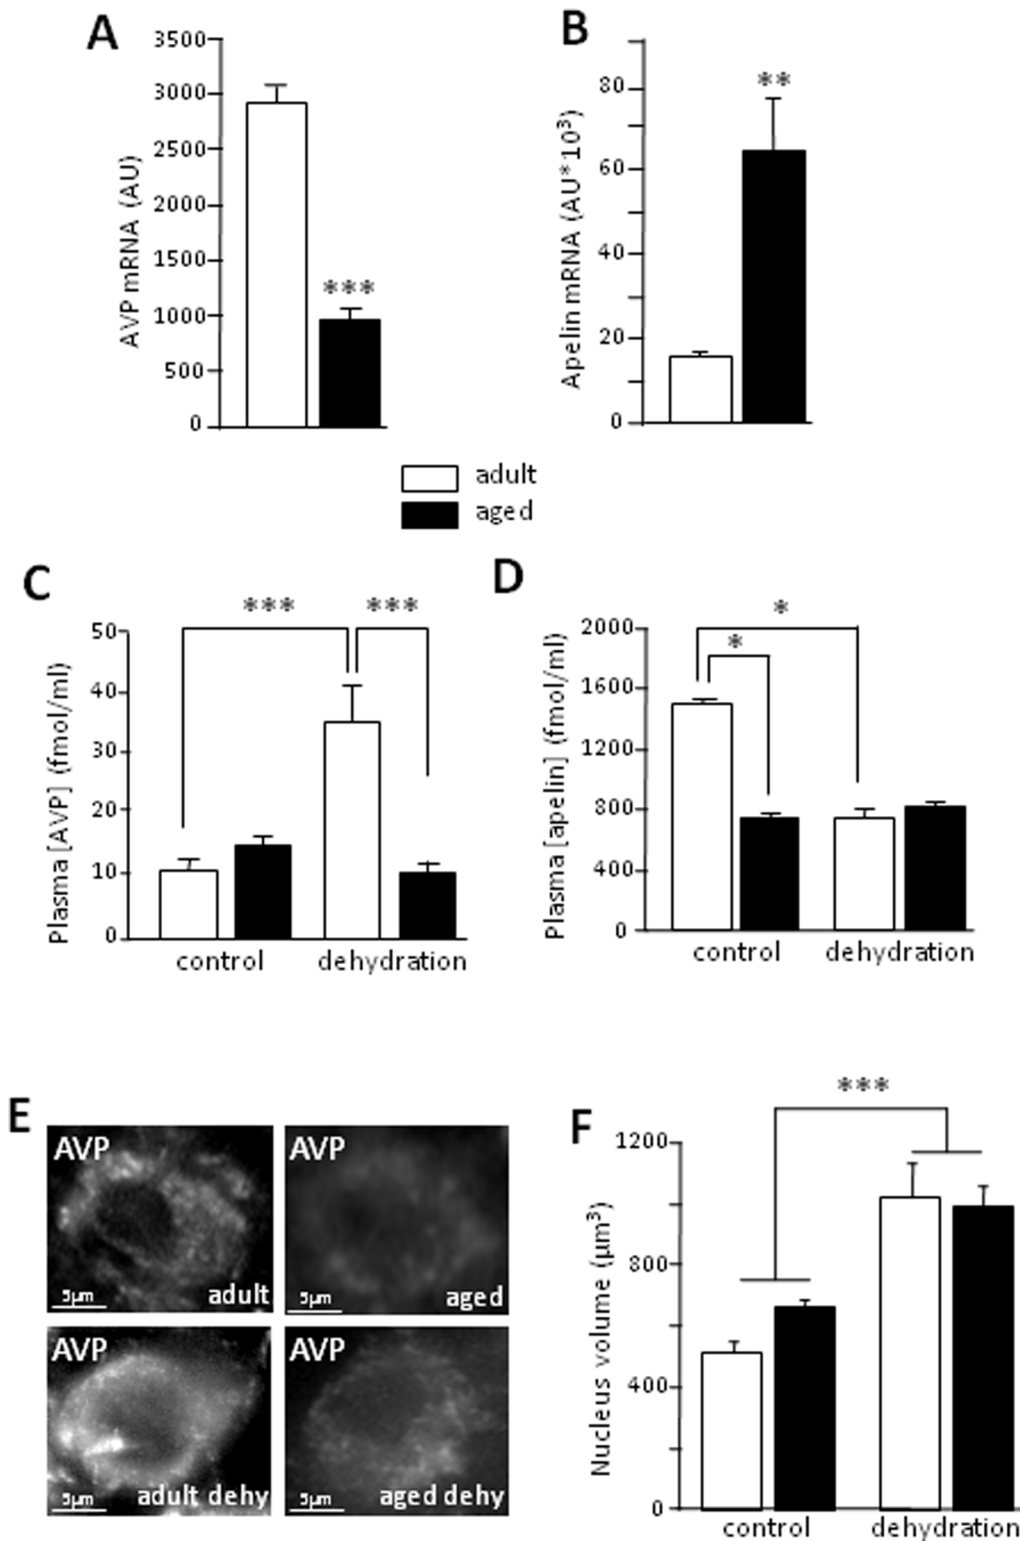 A
3500
3000
2500
2000
1500
1000
500
0
AVP mRNA (AU)
***
B
80
60
40
20
0
Apelin mRNA (AU*10³)
**
adult
aged
C
50
40
30
20
10
0
Plasma [AVP] (fmol/ml)
***
***
control
dehydration
D
2000
1600
1200
800
400
0
Plasma [apelin] (fmol/ml)
*
*
control
dehydration
E
AVP
5µm
adult
AVP
5µm
aged
AVP
5µm
adult dehy
AVP
5µm
aged dehy
F
1200
800
400
0
Nucleus volume (µm³)
***
control
dehydration